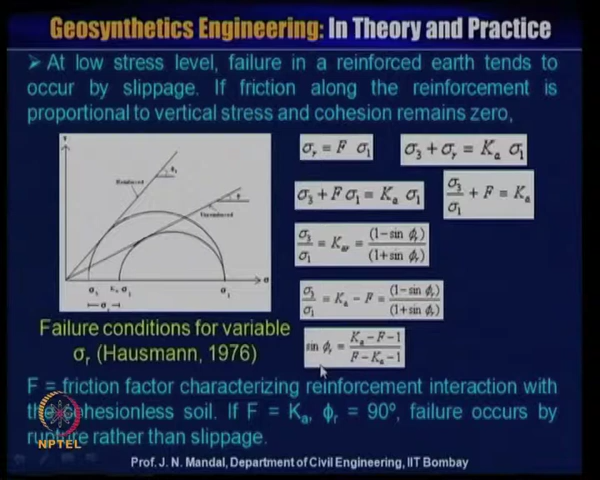 Geosynthetics Engineering: In Theory and Practice
➢ At low stress level, failure in a reinforced earth tends to
occur by slippage. If friction along the reinforcement is
proportional to vertical stress and cohesion remains zero,
σr = F σ1
σ3 + σr = Ka σ1
σ3 + F σ1 = Ka σ1
σ3/σ1 + F = Ka
σ3/σ1 = Kar = (1 − sin ϕr)/(1 + sin ϕr)
σ3/σ1 = Ka − F = (1 − sin ϕr)/(1 + sin ϕr)
sin ϕr = (Ka − F − 1)/(F − Ka − 1)
Reinforced
Unreinforced
Failure conditions for variable
σr (Hausmann, 1976)
F = friction factor characterizing reinforcement interaction with
the cohesionless soil. If F = Ka, ϕr = 90º, failure occurs by
rupture rather than slippage.
NPTEL
Prof. J. N. Mandal, Department of Civil Engineering, IIT Bombay